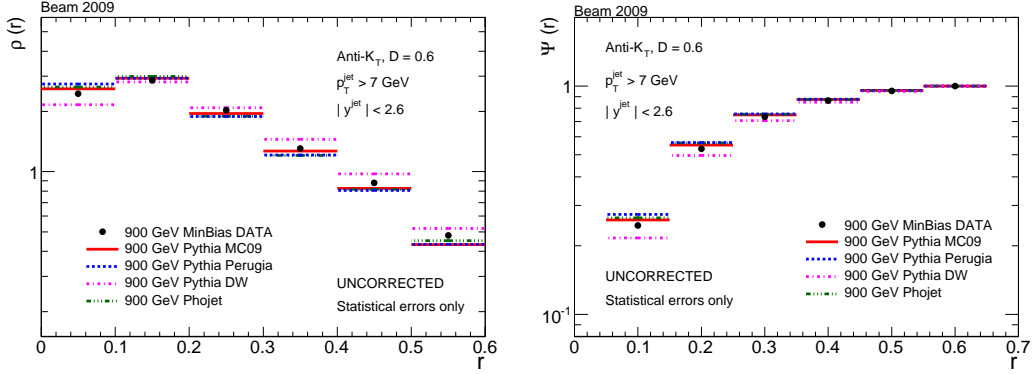 Beam 2009
ρ (r)
Anti-K_T, D = 0.6
p_T^jet > 7 GeV
| y^jet | < 2.6
1
900 GeV MinBias DATA
900 GeV Pythia MC09
900 GeV Pythia Perugia
900 GeV Pythia DW
900 GeV Phojet
UNCORRECTED
Statistical errors only
0 0.1 0.2 0.3 0.4 0.5 0.6
r
Beam 2009
Ψ (r)
Anti-K_T, D = 0.6
p_T^jet > 7 GeV
| y^jet | < 2.6
1
900 GeV MinBias DATA
900 GeV Pythia MC09
900 GeV Pythia Perugia
900 GeV Pythia DW
900 GeV Phojet
UNCORRECTED
Statistical errors only
10^-1
0 0.1 0.2 0.3 0.4 0.5 0.6 0.7
r